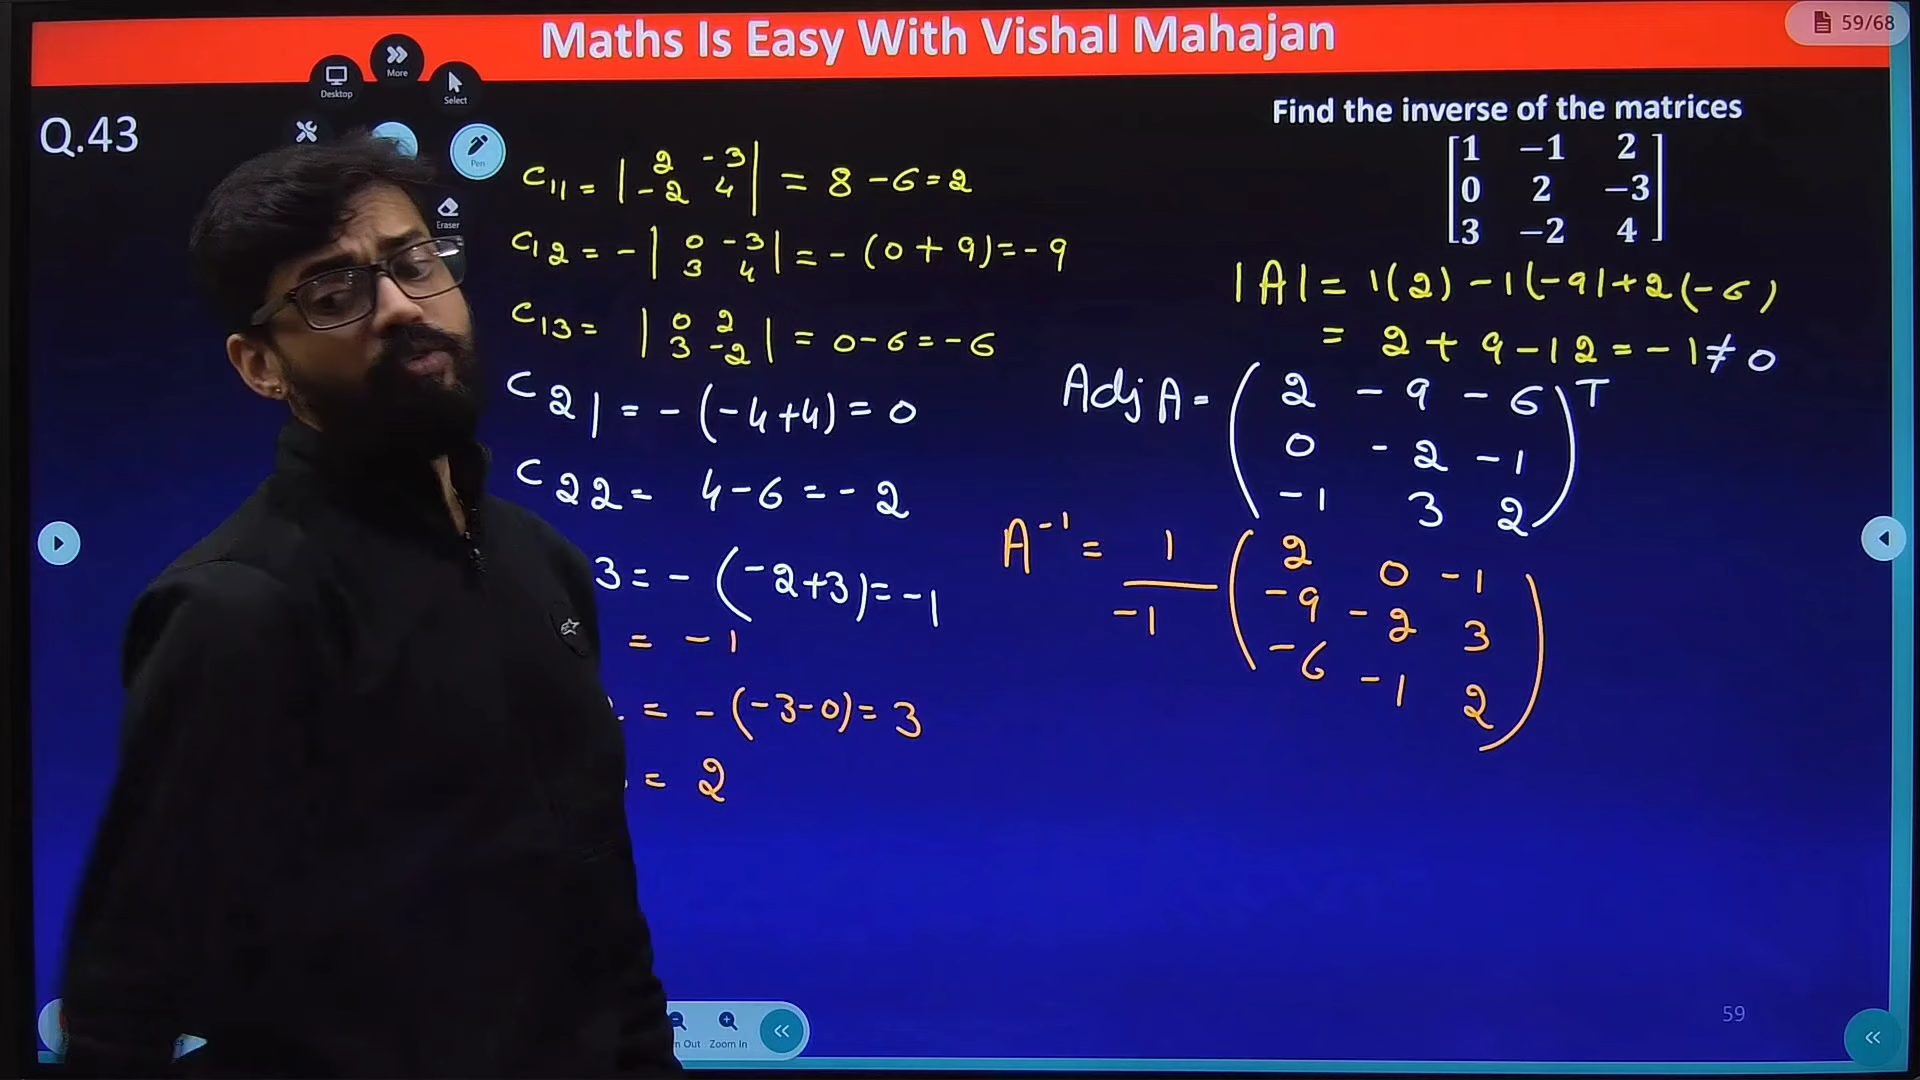 Maths Is Easy With Vishal Mahajan
59/68
More
Desktop
Select
Pen
Eraser
Q.43
Find the inverse of the matrices
[1 −1 2]
[0 2 −3]
[3 −2 4]
C11 = | 2 -3 | = 8 - 6 = 2
| -2 4 |
C12 = - | 0 -3 | = - (0 + 9) = - 9
| 3 4 |
C13 = | 0 2 | = 0 - 6 = - 6
| 3 -2 |
C21 = - (-4+4) = 0
C22 = 4 - 6 = - 2
3 = - (-2+3) = -1
= - 1
= - (-3-0) = 3
= 2
|A| = 1(2) - 1(-9) + 2(-6)
= 2 + 9 - 12 = - 1 ≠ 0
Adj A = ( 2 - 9 - 6 ) T
0 - 2 - 1
- 1 3 2
A⁻¹ = 1/-1 ( 2 0 - 1
- 9 - 2 3
- 6 - 1 2 )
59
Out
Zoom In